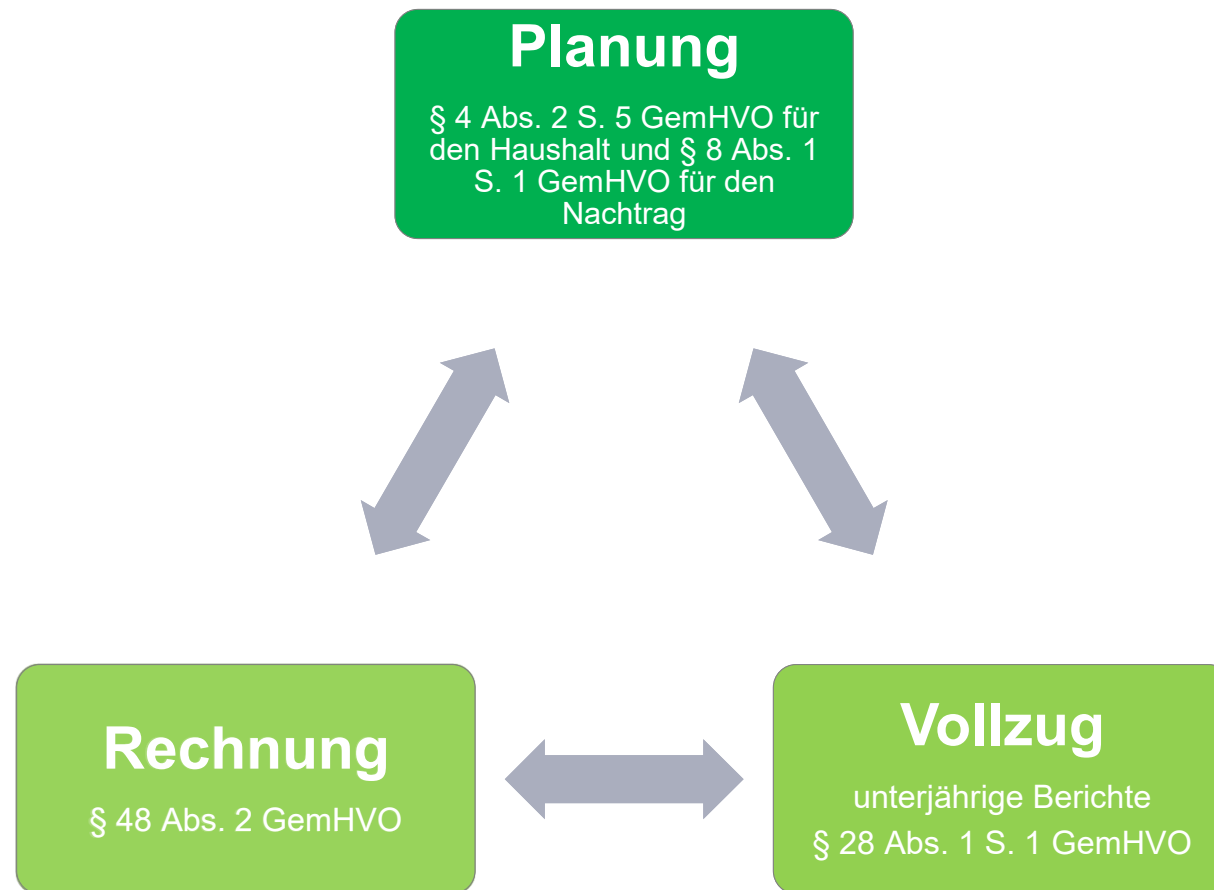 Planung
§ 4 Abs. 2 S. 5 GemHVO für
den Haushalt und § 8 Abs. 1
S. 1 GemHVO für den
Nachtrag
Rechnung
§ 48 Abs. 2 GemHVO
Vollzug
unterjährige Berichte
§ 28 Abs. 1 S. 1 GemHVO